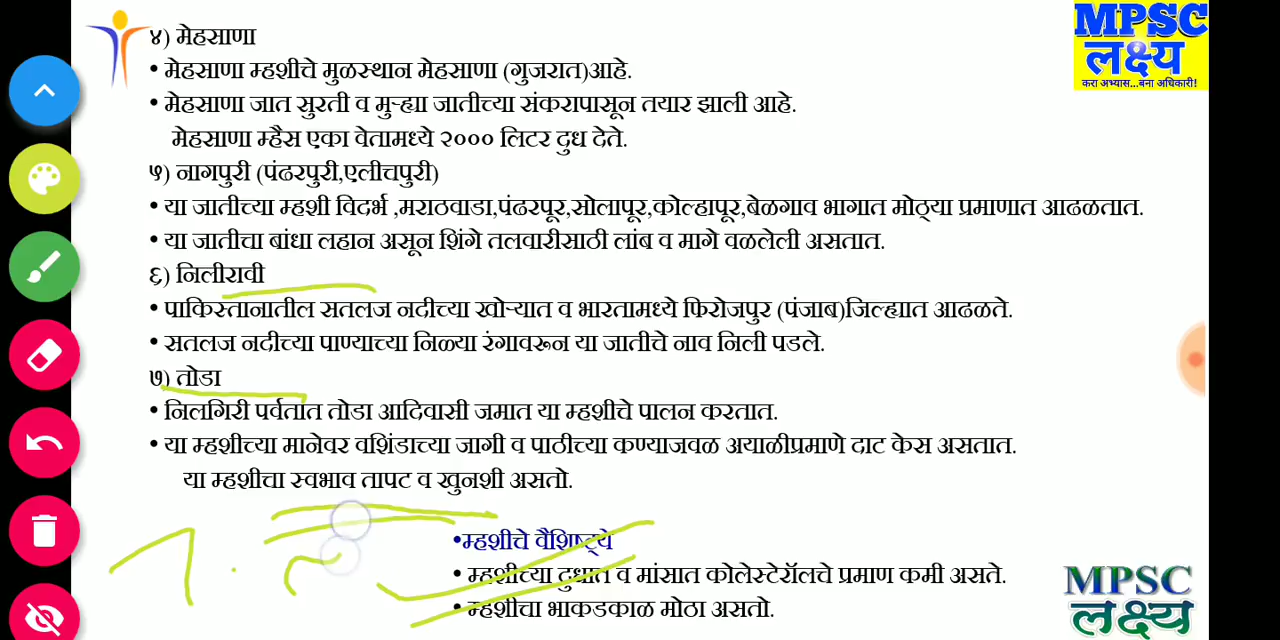 MPSC
लक्ष्य
करा अभ्यास...बना अधिकारी!
४) मेहसाणा
• मेहसाणा म्हशीचे मुळस्थान मेहसाणा (गुजरात)आहे.
• मेहसाणा जात सुरती व मुऱ्ह्या जातीच्या संकरापासून तयार झाली आहे.
मेहसाणा म्हैस एका वेतामध्ये २००० लिटर दुध देते.
५) नागपुरी (पंढरपुरी,एलीचपुरी)
• या जातीच्या म्हशी विदर्भ ,मराठवाडा,पंढरपूर,सोलापूर,कोल्हापूर,बेळगाव भागात मोठ्या प्रमाणात आढळतात.
• या जातीचा बांधा लहान असून शिंगे तलवारीसाठी लांब व मागे वळलेली असतात.
६) निलीरावी
• पाकिस्तानातील सतलज नदीच्या खोऱ्यात व भारतामध्ये फिरोजपुर (पंजाब)जिल्ह्यात आढळते.
• सतलज नदीच्या पाण्याच्या निळ्या रंगावरून या जातीचे नाव निली पडले.
७) तोडा
• निलगिरी पर्वतात तोडा आदिवासी जमात या म्हशीचे पालन करतात.
• या म्हशीच्या मानेवर वशिंडाच्या जागी व पाठीच्या कण्याजवळ अयाळीप्रमाणे दाट केस असतात.
या म्हशीचा स्वभाव तापट व खुनशी असतो.
•म्हशीचे वैशिष्ट्ये
• म्हशीच्या दुधात व मांसात कोलेस्टेरॉलचे प्रमाण कमी असते.
• म्हशीचा भाकडकाळ मोठा असतो.
MPSC
लक्ष्य